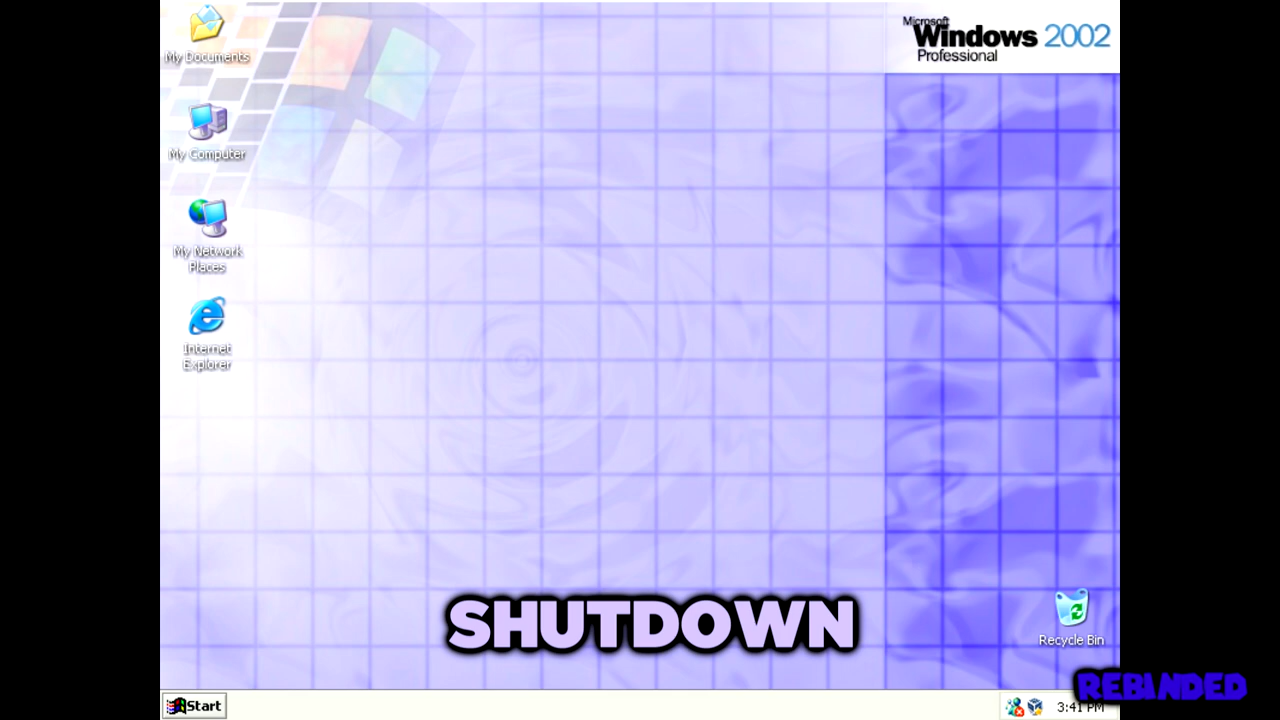 My Documents
Microsoft
Windows 2002
Professional
My Computer
My Network
Places
Internet
Explorer
SHUTDOWN
Recycle Bin
REBINDED
Start
3:41 PM